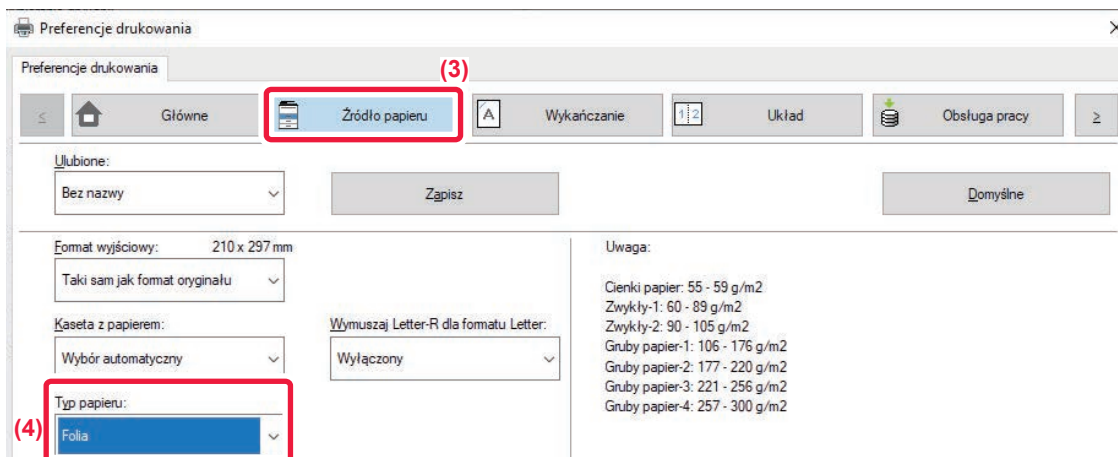 Preferencje drukowania
Preferencje drukowania
(3)
< Główne Źródło papieru A Wykańczanie 1 2 Układ Obsługa pracy >
Ulubione:
Bez nazwy Zapisz Domyślne
Format wyjściowy: 210 x 297 mm
Taki sam jak format oryginału
Kaseta z papierem: Wymuszaj Letter-R dla formatu Letter:
Wybór automatyczny Wyłączony
Typ papieru:
(4) Folia
Uwaga:
Cienki papier: 55 - 59 g/m2
Zwykły-1: 60 - 89 g/m2
Zwykły-2: 90 - 105 g/m2
Gruby papier-1: 106 - 176 g/m2
Gruby papier-2: 177 - 220 g/m2
Gruby papier-3: 221 - 256 g/m2
Gruby papier-4: 257 - 300 g/m2